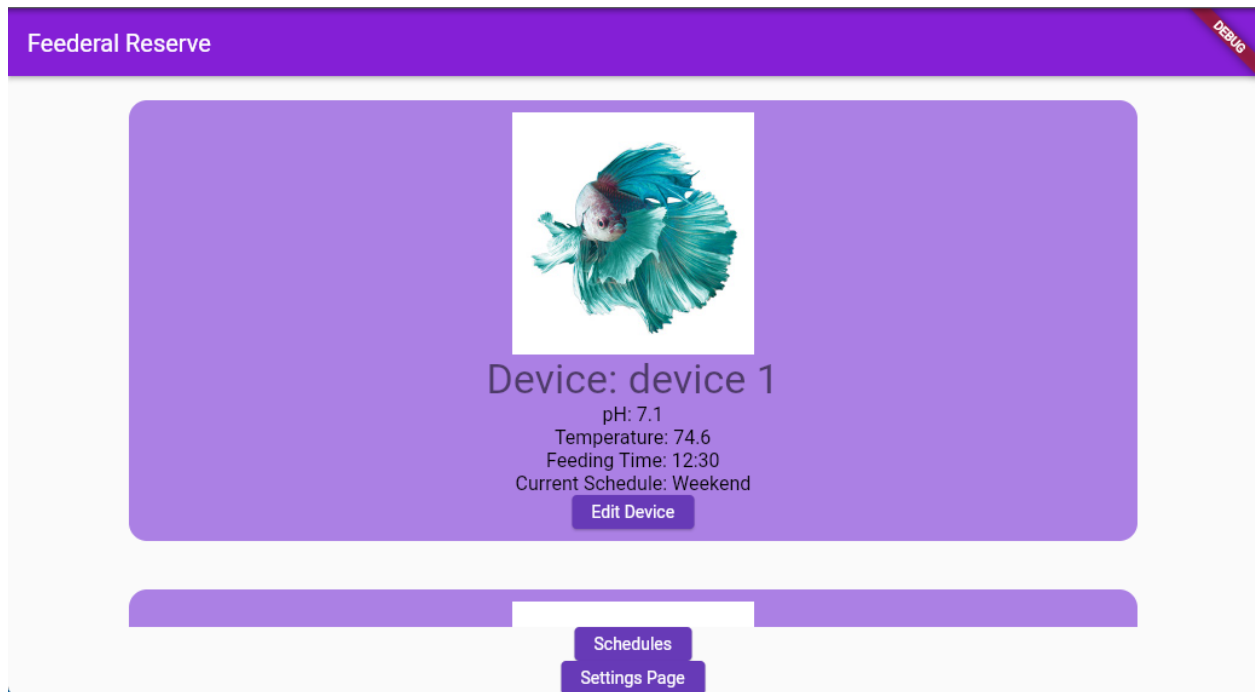 Feederal Reserve
DEBUG
Device: device 1
pH: 7.1
Temperature: 74.6
Feeding Time: 12:30
Current Schedule: Weekend
Edit Device
Schedules
Settings Page